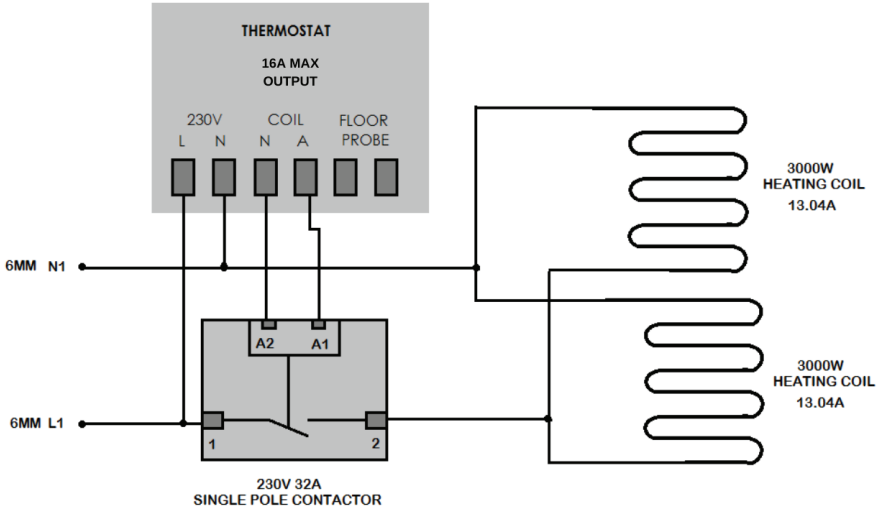 THERMOSTAT
16A MAX
OUTPUT
230V COIL FLOOR
L N N A PROBE
3000W
HEATING COIL
13.04A
6MM N1
A2 A1
3000W
HEATING COIL
13.04A
6MM L1
1 2
230V 32A
SINGLE POLE CONTACTOR